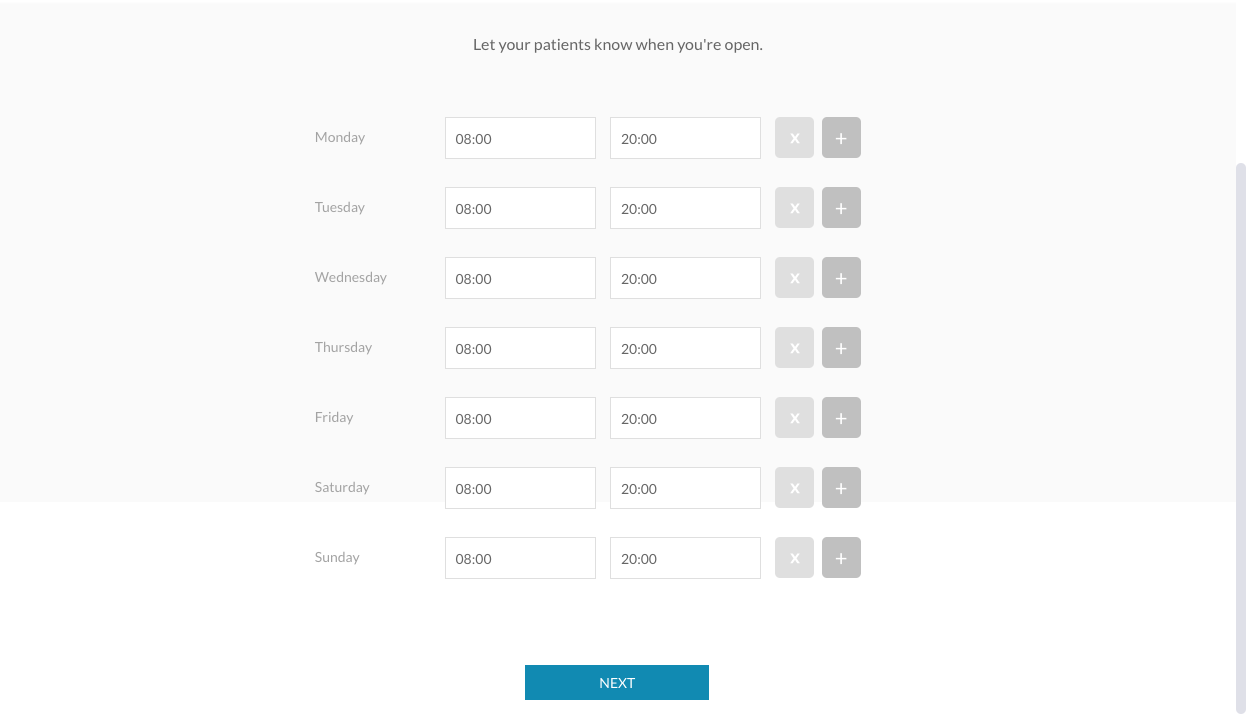 Let your patients know when you're open.
Monday 08:00 20:00 X +
Tuesday 08:00 20:00 X +
Wednesday 08:00 20:00 X +
Thursday 08:00 20:00 X +
Friday 08:00 20:00 X +
Saturday 08:00 20:00 X +
Sunday 08:00 20:00 X +
NEXT